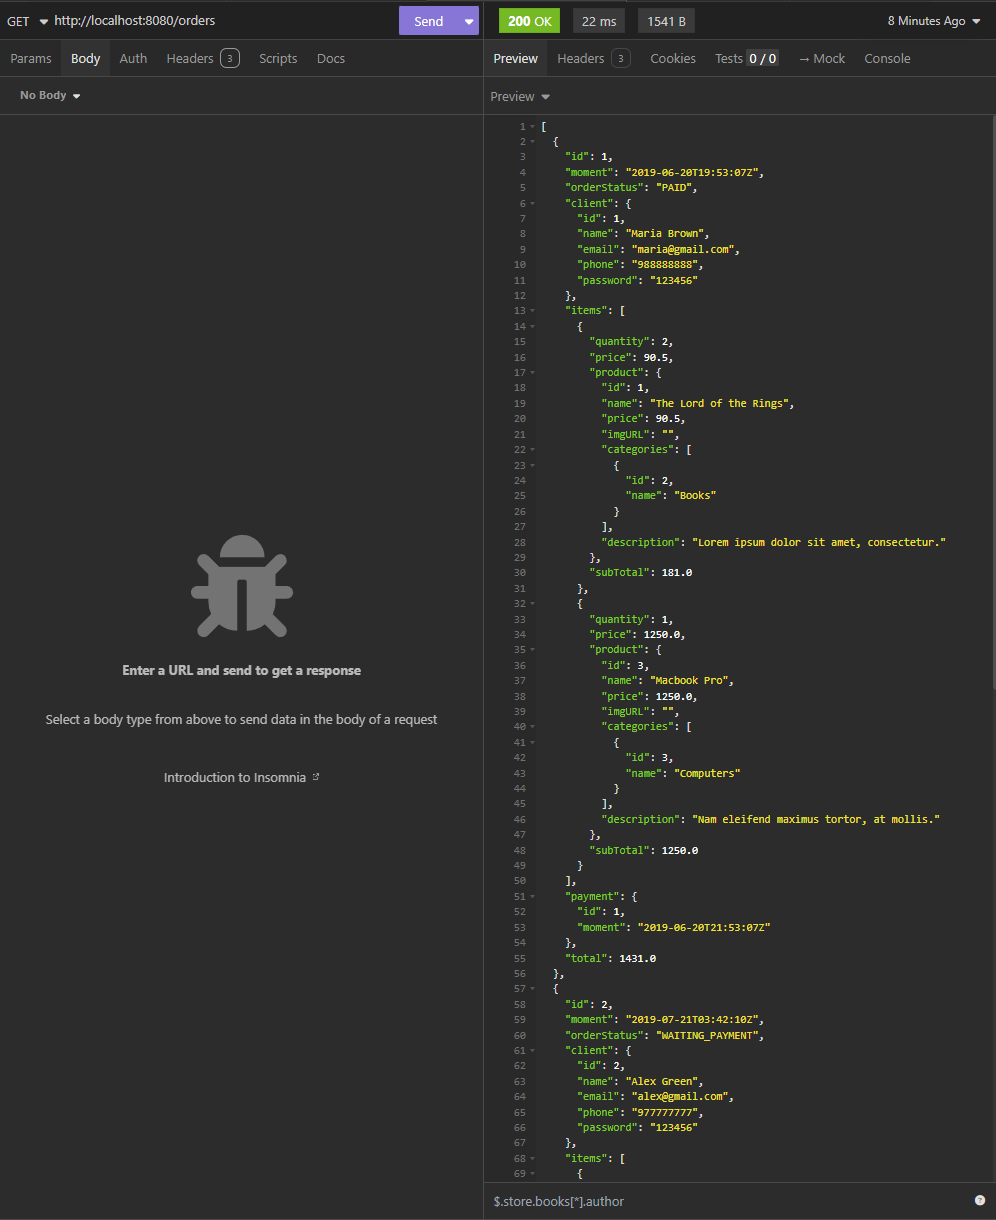 GET http://localhost:8080/orders Send
Params Body Auth Headers 3 Scripts Docs
No Body
Enter a URL and send to get a response
Select a body type from above to send data in the body of a request
Introduction to Insomnia
200 OK 22 ms 1541 B 8 Minutes Ago
Preview Headers 3 Cookies Tests 0 / 0 → Mock Console
Preview
1 [
2 {
3 "id": 1,
4 "moment": "2019-06-20T19:53:07Z",
5 "orderStatus": "PAID",
6 "client": {
7 "id": 1,
8 "name": "Maria Brown",
9 "email": "maria@gmail.com",
10 "phone": "988888888",
11 "password": "123456"
12 },
13 "items": [
14 {
15 "quantity": 2,
16 "price": 90.5,
17 "product": {
18 "id": 1,
19 "name": "The Lord of the Rings",
20 "price": 90.5,
21 "imgURL": "",
22 "categories": [
23 {
24 "id": 2,
25 "name": "Books"
26 }
27 ],
28 "description": "Lorem ipsum dolor sit amet, consectetur."
29 },
30 "subTotal": 181.0
31 },
32 {
33 "quantity": 1,
34 "price": 1250.0,
35 "product": {
36 "id": 3,
37 "name": "Macbook Pro",
38 "price": 1250.0,
39 "imgURL": "",
40 "categories": [
41 {
42 "id": 3,
43 "name": "Computers"
44 }
45 ],
46 "description": "Nam eleifend maximus tortor, at mollis."
47 },
48 "subTotal": 1250.0
49 }
50 ],
51 "payment": {
52 "id": 1,
53 "moment": "2019-06-20T21:53:07Z"
54 },
55 "total": 1431.0
56 },
57 {
58 "id": 2,
59 "moment": "2019-07-21T03:42:10Z",
60 "orderStatus": "WAITING_PAYMENT",
61 "client": {
62 "id": 2,
63 "name": "Alex Green",
64 "email": "alex@gmail.com",
65 "phone": "977777777",
66 "password": "123456"
67 },
68 "items": [
69 {
$.store.books[*].author ?